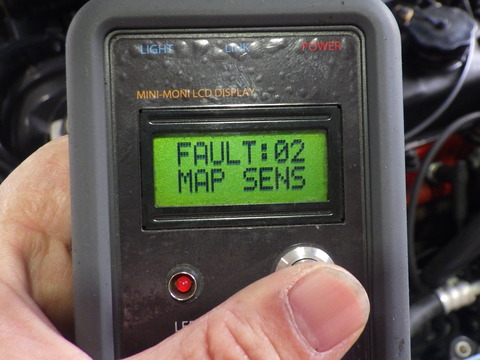 LIGHT LINK POWER
MINI-MONI LCD DISPLAY
FAULT:02
MAP SENS